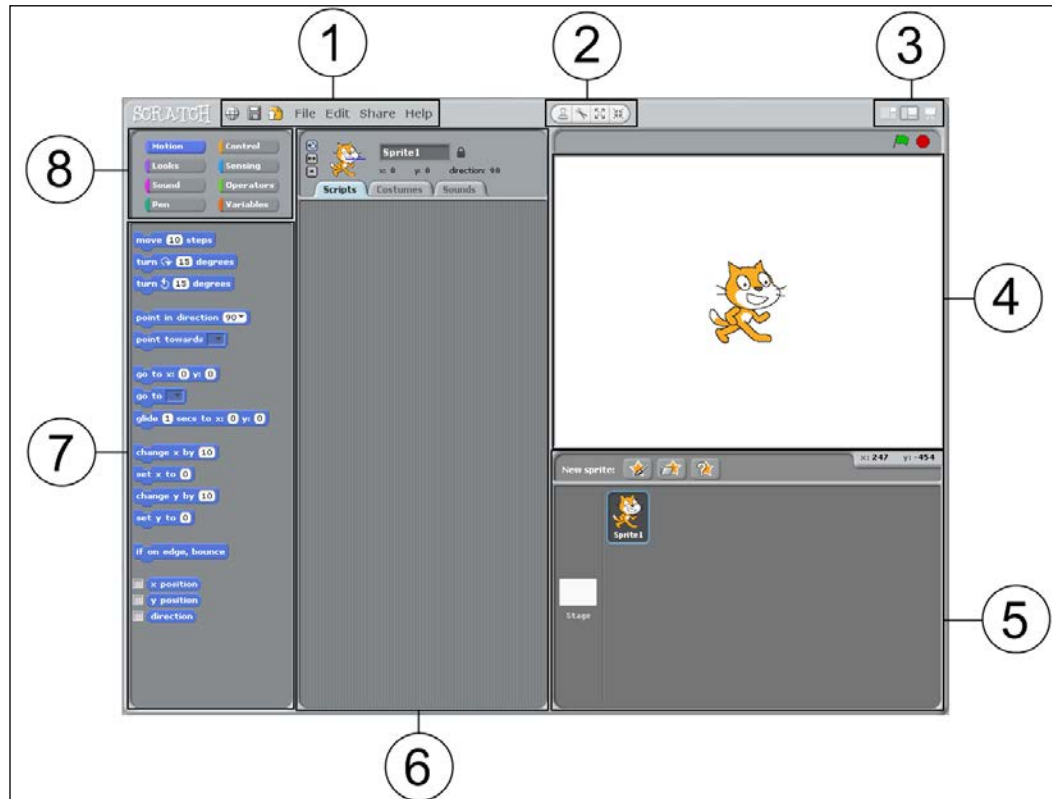 1
2
3
SCRATCH File Edit Share Help
8
Motion Control
Looks Sensing
Sound Operators
Pen Variables
Sprite1
x: 0 y: 0 direction: 90
Scripts Costumes Sounds
move 10 steps
turn 15 degrees
turn 15 degrees
point in direction 90
point towards
go to x: 0 y: 0
go to
glide 1 secs to x: 0 y: 0
change x by 10
set x to 0
change y by 10
set y to 0
if on edge, bounce
x position
y position
direction
7
6
4
x: 247 y: -454
New sprite:
Sprite1
Stage
5